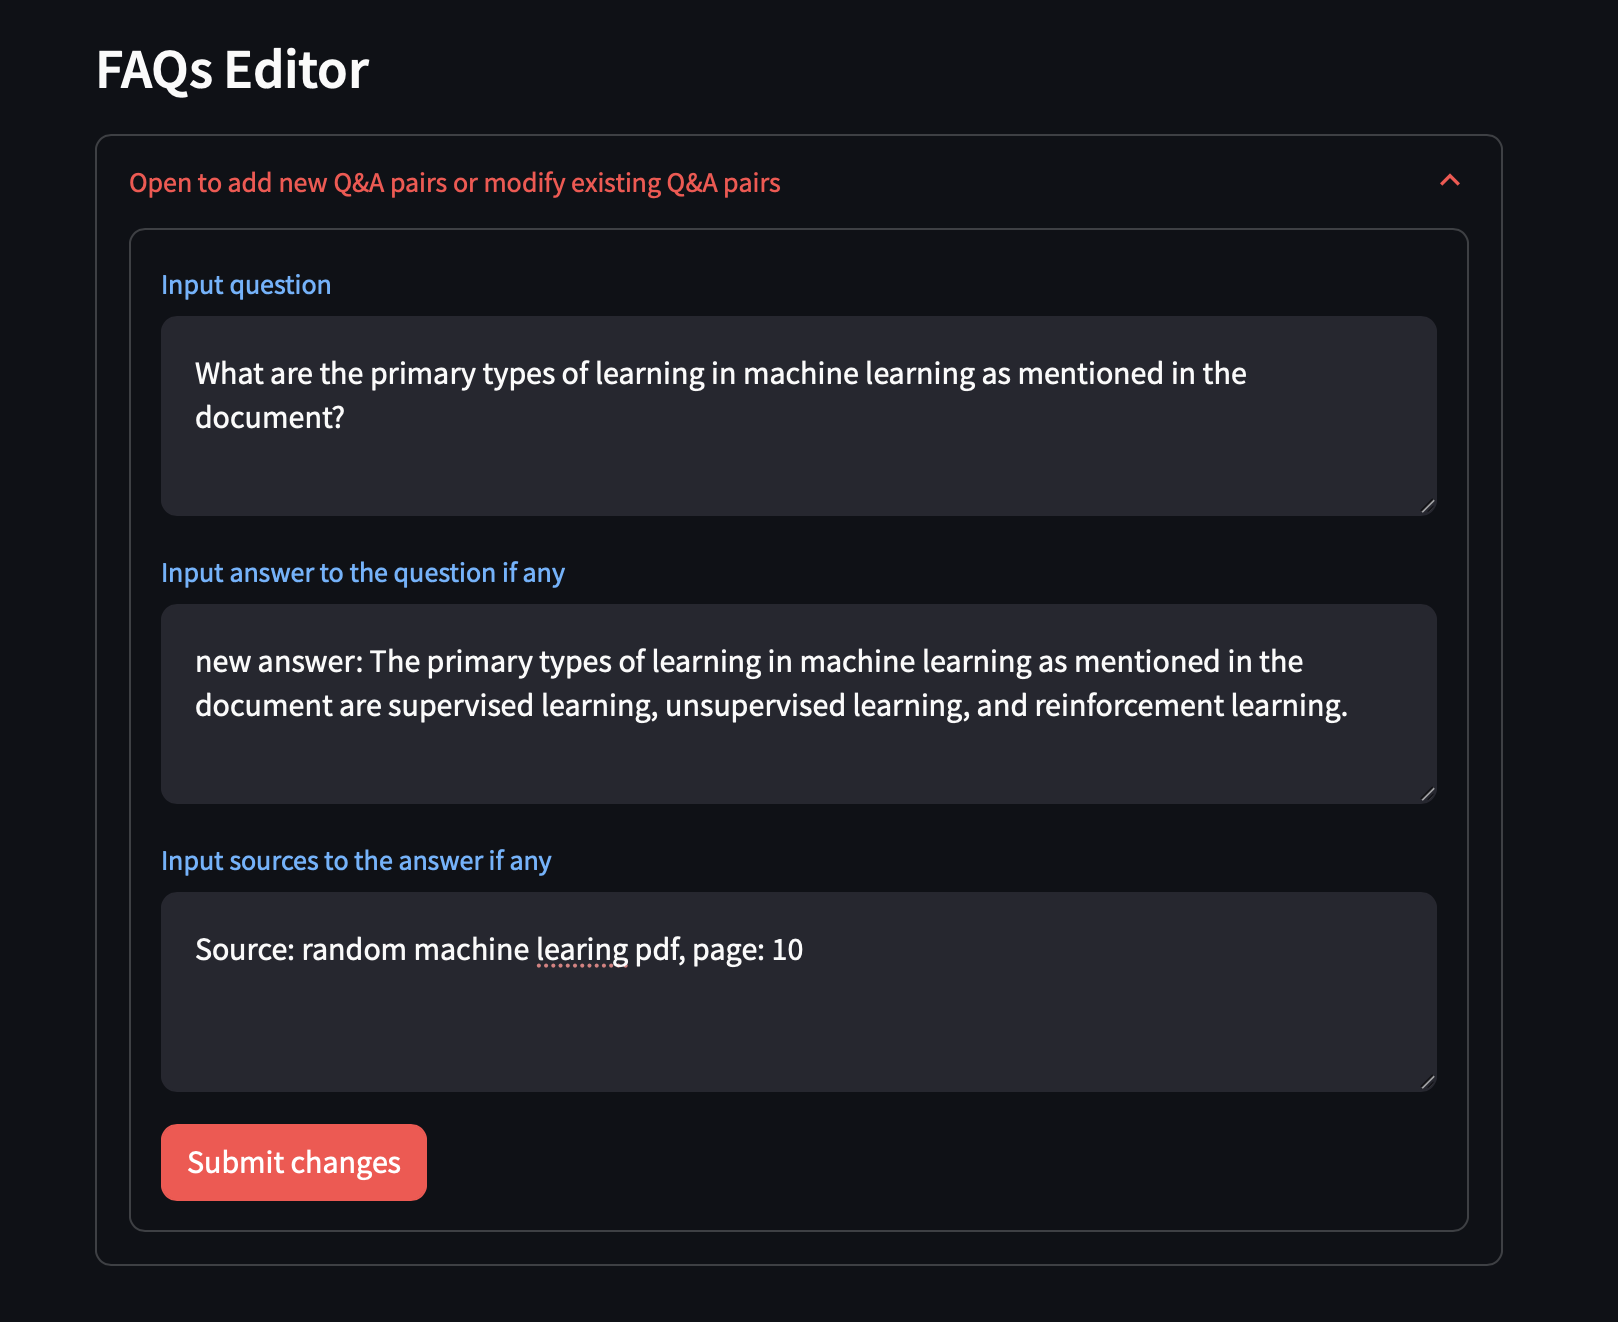 FAQs Editor
Open to add new Q&A pairs or modify existing Q&A pairs
Input question
What are the primary types of learning in machine learning as mentioned in the
document?
Input answer to the question if any
new answer: The primary types of learning in machine learning as mentioned in the
document are supervised learning, unsupervised learning, and reinforcement learning.
Input sources to the answer if any
Source: random machine learing pdf, page: 10
Submit changes